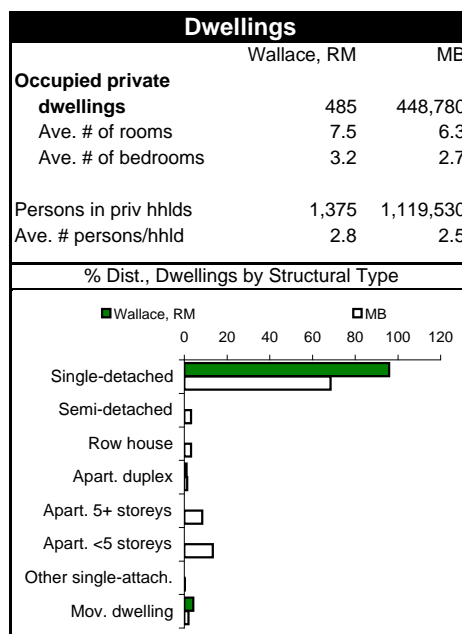 Dwellings
Wallace, RM MB
Occupied private
dwellings 485 448,780
Ave. # of rooms 7.5 6.3
Ave. # of bedrooms 3.2 2.7
Persons in priv hhlds 1,375 1,119,530
Ave. # persons/hhld 2.8 2.5
% Dist., Dwellings by Structural Type
Wallace, RM MB
0 20 40 60 80 100 120
Single-detached
Semi-detached
Row house
Apart. duplex
Apart. 5+ storeys
Apart. <5 storeys
Other single-attach.
Mov. dwelling